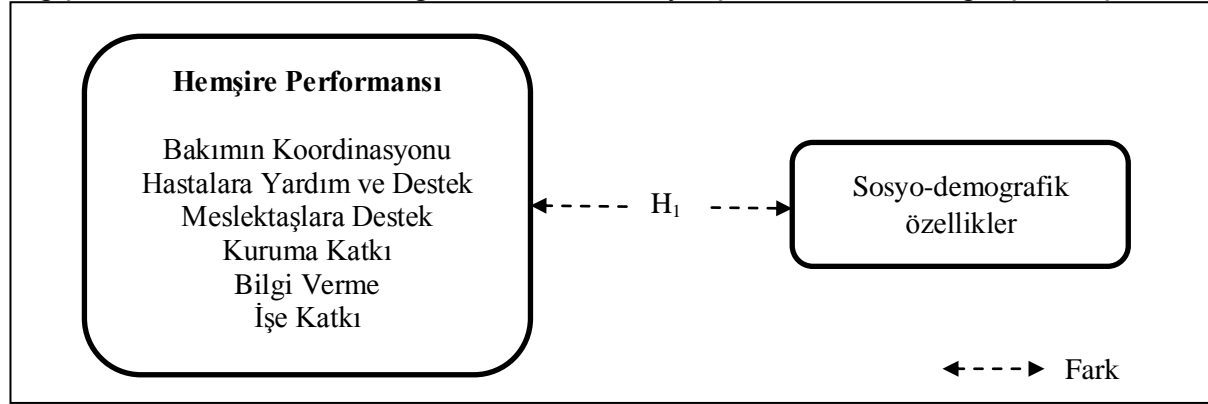 Hemşire Performansı
Bakımın Koordinasyonu
Hastalara Yardım ve Destek
Meslektaşlara Destek
Kuruma Katkı
Bilgi Verme
İşe Katkı
H₁
Sosyo-demografik
özellikler
Fark